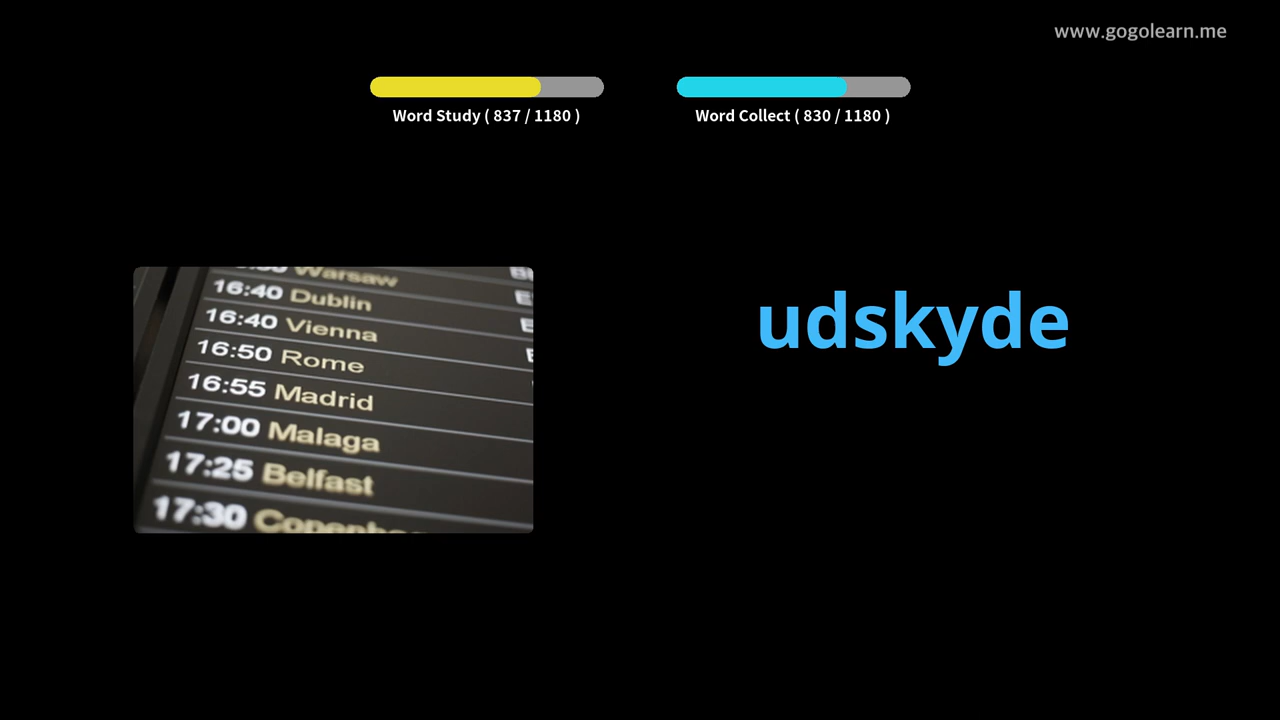 www.gogolearn.me
Word Study ( 837 / 1180 )
Word Collect ( 830 / 1180 )
Warsaw
16:40 Dublin
16:40 Vienna
16:50 Rome
16:55 Madrid
17:00 Malaga
17:25 Belfast
17:30
udskyde